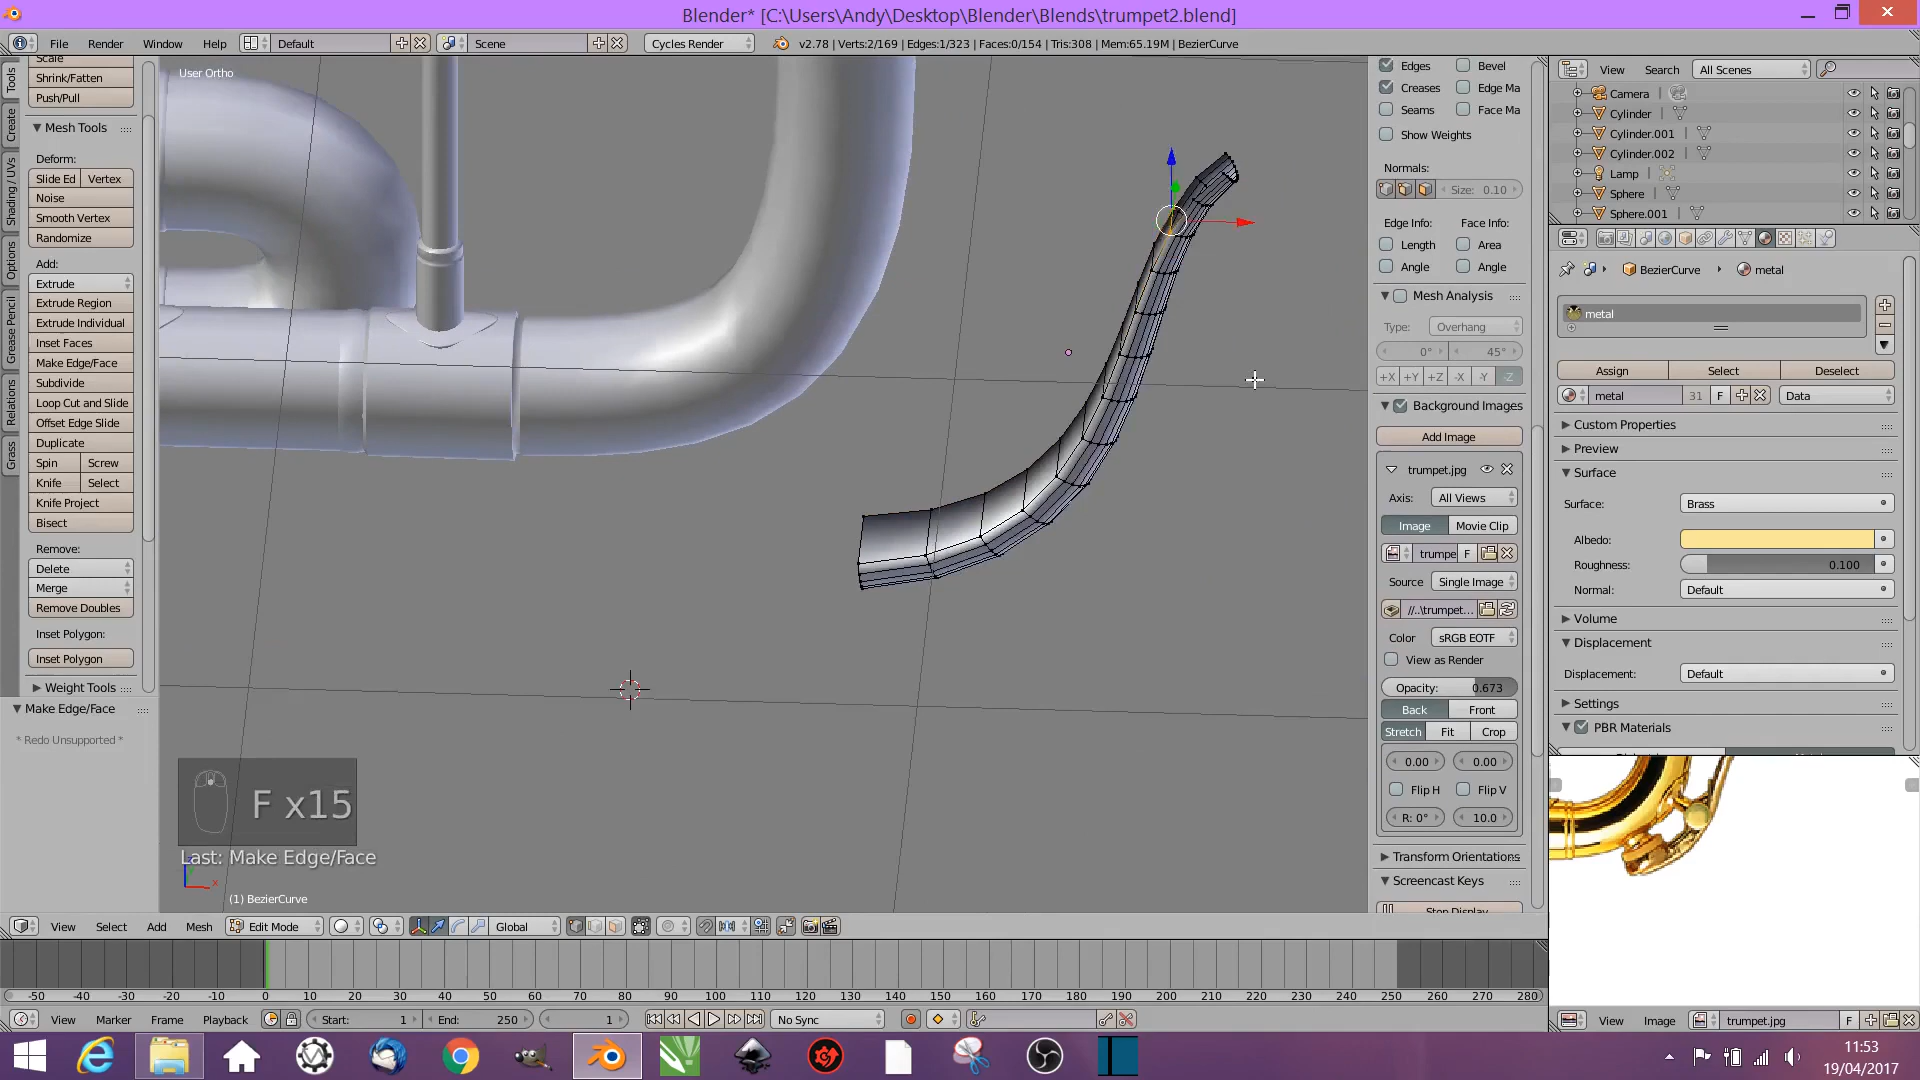 Blender* [C:\Users\Andy\Desktop\Blender\Blends\trumpet2.blend]
File Render Window Help Default Scene Cycles Render v2.78 | Verts:2/169 | Edges:1/323 | Faces:0/154 | Tris:308 | Mem:65.19M | BezierCurve
Tools
Create
Shading / UVs
Options
Grease Pencil
Relations
Grass
Scale
Shrink/Fatten
Push/Pull
Mesh Tools
Deform:
Slide Ed Vertex
Noise
Smooth Vertex
Randomize
Add:
Extrude
Extrude Region
Extrude Individual
Inset Faces
Make Edge/Face
Subdivide
Loop Cut and Slide
Offset Edge Slide
Duplicate
Spin Screw
Knife Select
Knife Project
Bisect
Remove:
Delete
Merge
Remove Doubles
Inset Polygon:
Inset Polygon
Weight Tools
Make Edge/Face
* Redo Unsupported *
User Ortho
F x15
Last: Make Edge/Face
(1) BezierCurve
Edges Bevel
Creases Edge Ma
Seams Face Ma
Show Weights
Normals:
Size: 0.10
Edge Info: Face Info:
Length Area
Angle Angle
Mesh Analysis
Type: Overhang
0° 45°
+X +Y +Z -X -Y -Z
Background Images
Add Image
trumpet.jpg
Axis: All Views
Image Movie Clip
trumpe F
Source Single Image
//..\trumpet...
Color sRGB EOTF
View as Render
Opacity: 0.673
Back Front
Stretch Fit Crop
0.00 0.00
Flip H Flip V
R: 0° 10.0
Transform Orientations
Screencast Keys
Stop Display
View Search All Scenes
Camera
Cylinder
Cylinder.001
Cylinder.002
Lamp
Sphere
Sphere.001
BezierCurve metal
metal
Assign Select Deselect
metal 31 F Data
Custom Properties
Preview
Surface
Surface: Brass
Albedo:
Roughness: 0.100
Normal: Default
Volume
Displacement
Displacement: Default
Settings
PBR Materials
View Select Add Mesh Edit Mode Global
-50 -40 -30 -20 -10 0 10 20 30 40 50 60 70 80 90 100 110 120 130 140 150 160 170 180 190 200 210 220 230 240 250 260 270 280
View Marker Frame Playback Start: 1 End: 250 1 No Sync
View Image trumpet.jpg F
11:53
19/04/2017